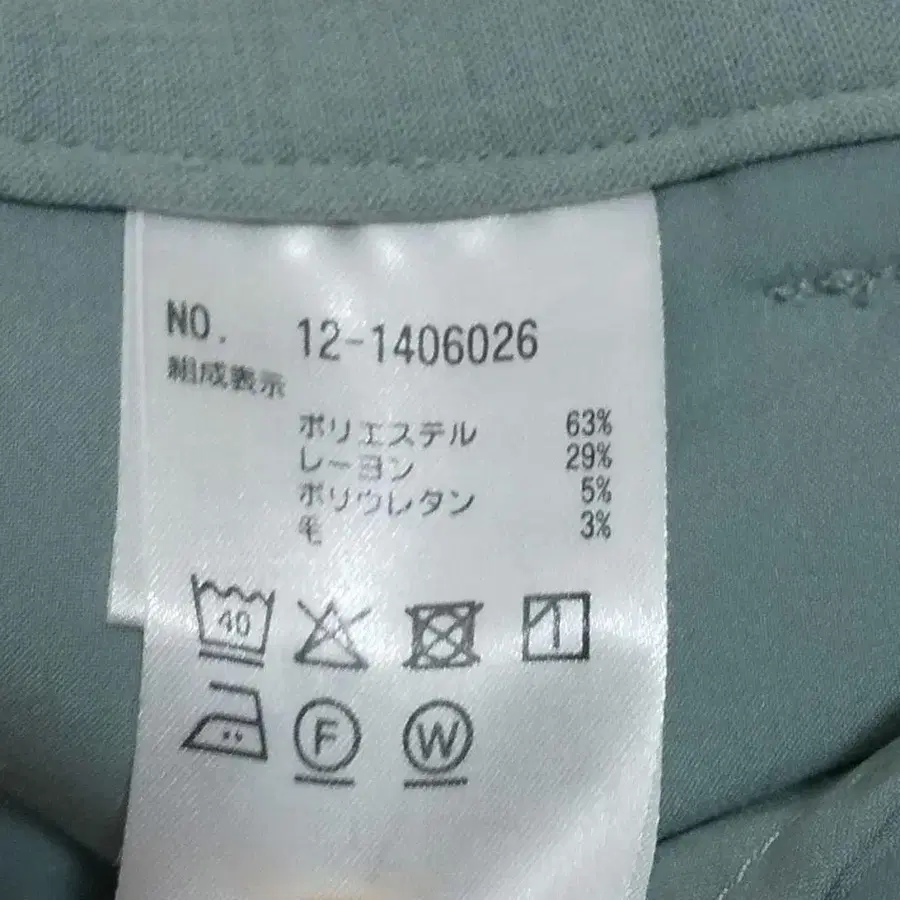 NO. 12-1406026
組成表示
ポリエステル 63%
レーヨン 29%
ポリウレタン 5%
毛 3%
40
F W